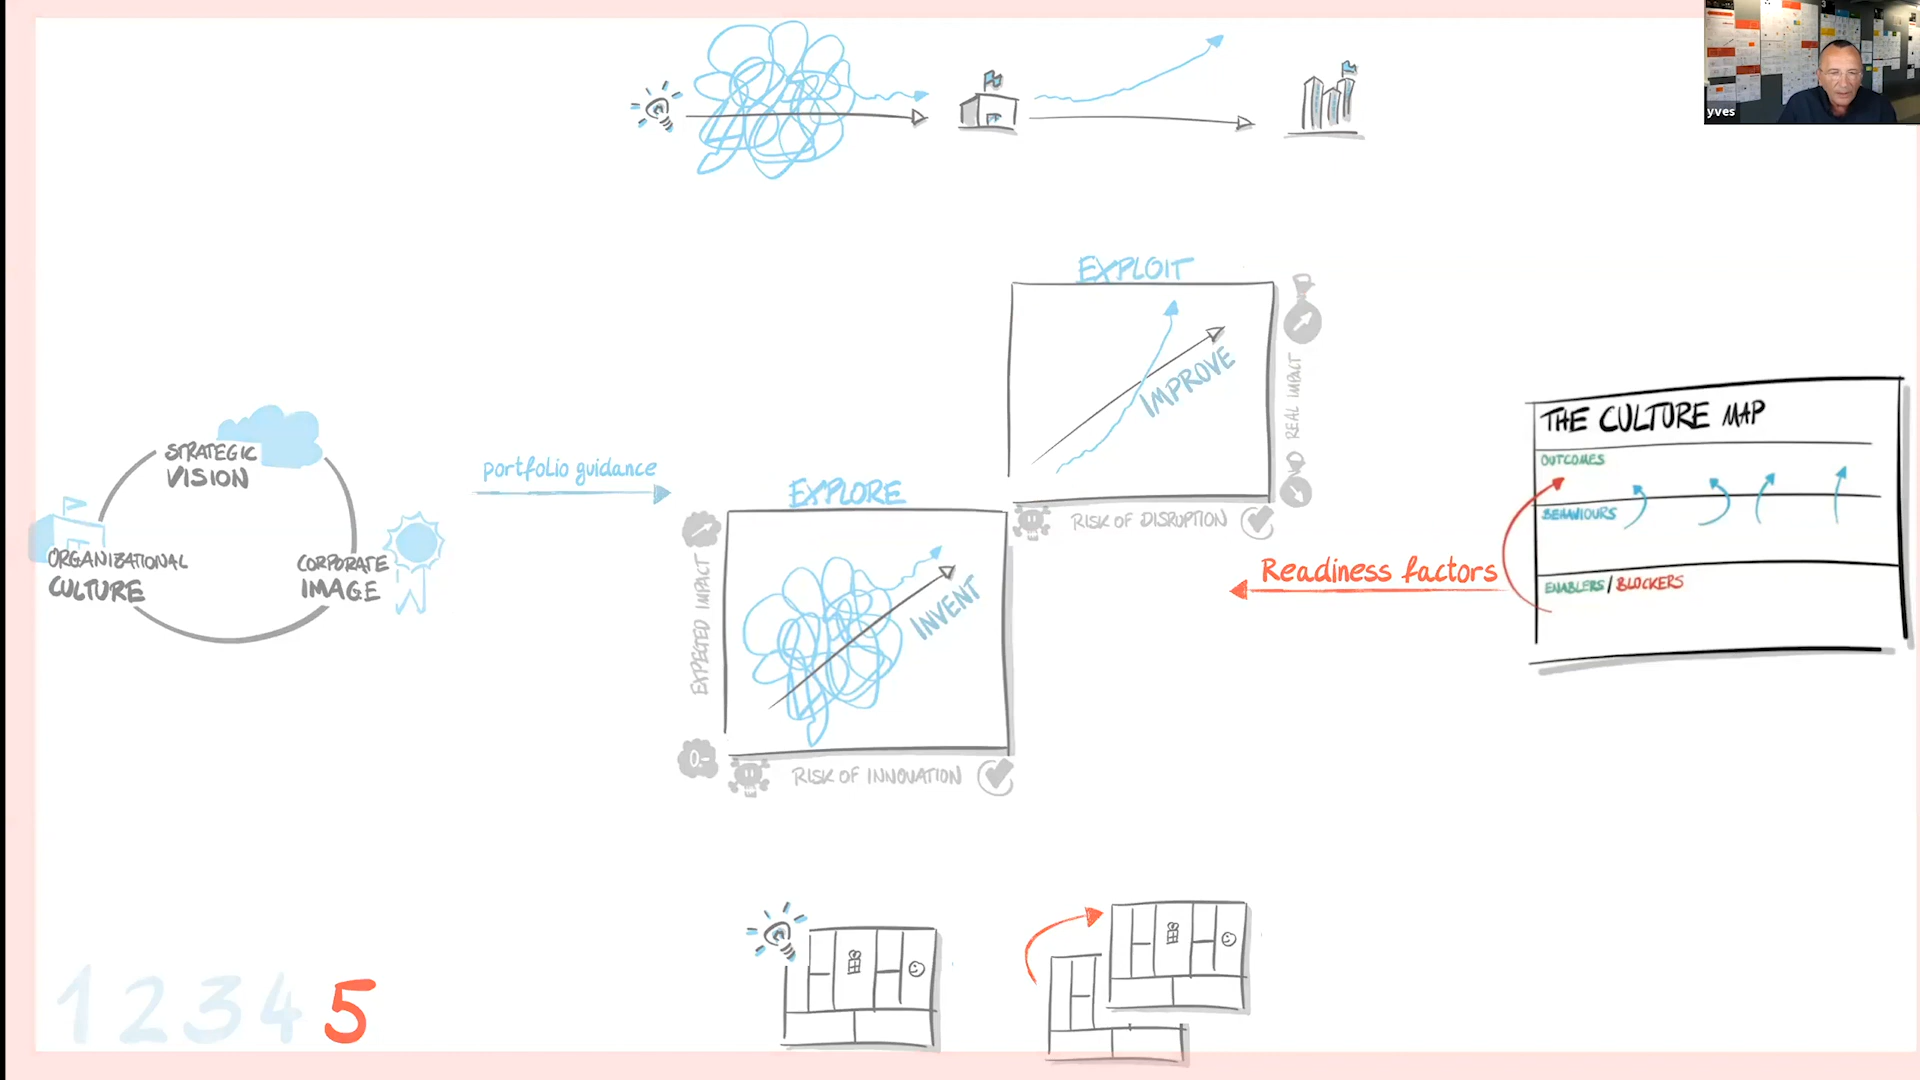 yves
EXPLOIT
IMPROVE
REAL IMPACT
RISK OF DISRUPTION
STRATEGIC
VISION
ORGANIZATIONAL
CULTURE
CORPORATE
IMAGE
portfolio guidance
EXPLORE
INVENT
EXPECTED IMPACT
0.-
RISK OF INNOVATION
Readiness factors
THE CULTURE MAP
OUTCOMES
BEHAVIOURS
ENABLERS / BLOCKERS
1 2 3 4 5